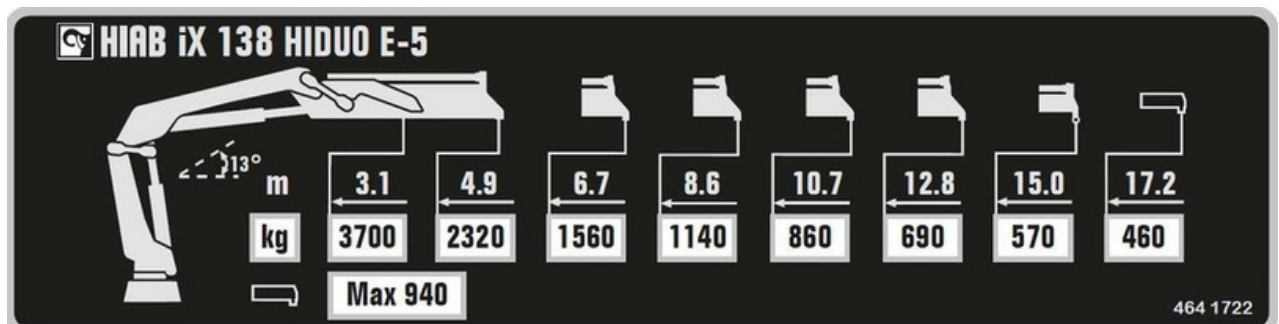 HIAB iX 138 HIDUO E-5
13°
m 3.1 4.9 6.7 8.6 10.7 12.8 15.0 17.2
kg 3700 2320 1560 1140 860 690 570 460
Max 940
464 1722